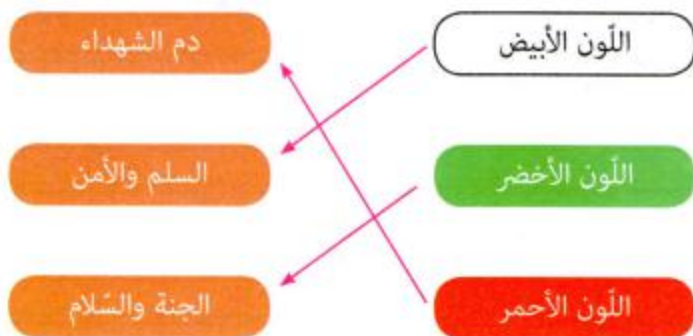 اللّون الأبيض
دم الشهداء
اللّون الأخضر
السلم والأمن
اللّون الأحمر
الجنة والسّلام